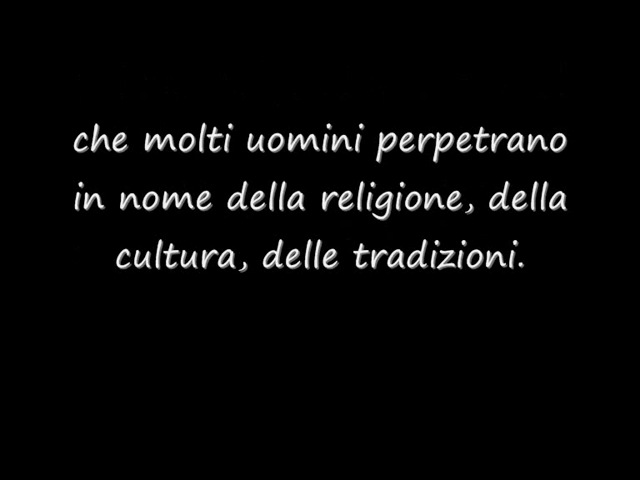 che molti uomini perpetrano
in nome della religione, della
cultura, delle tradizioni.